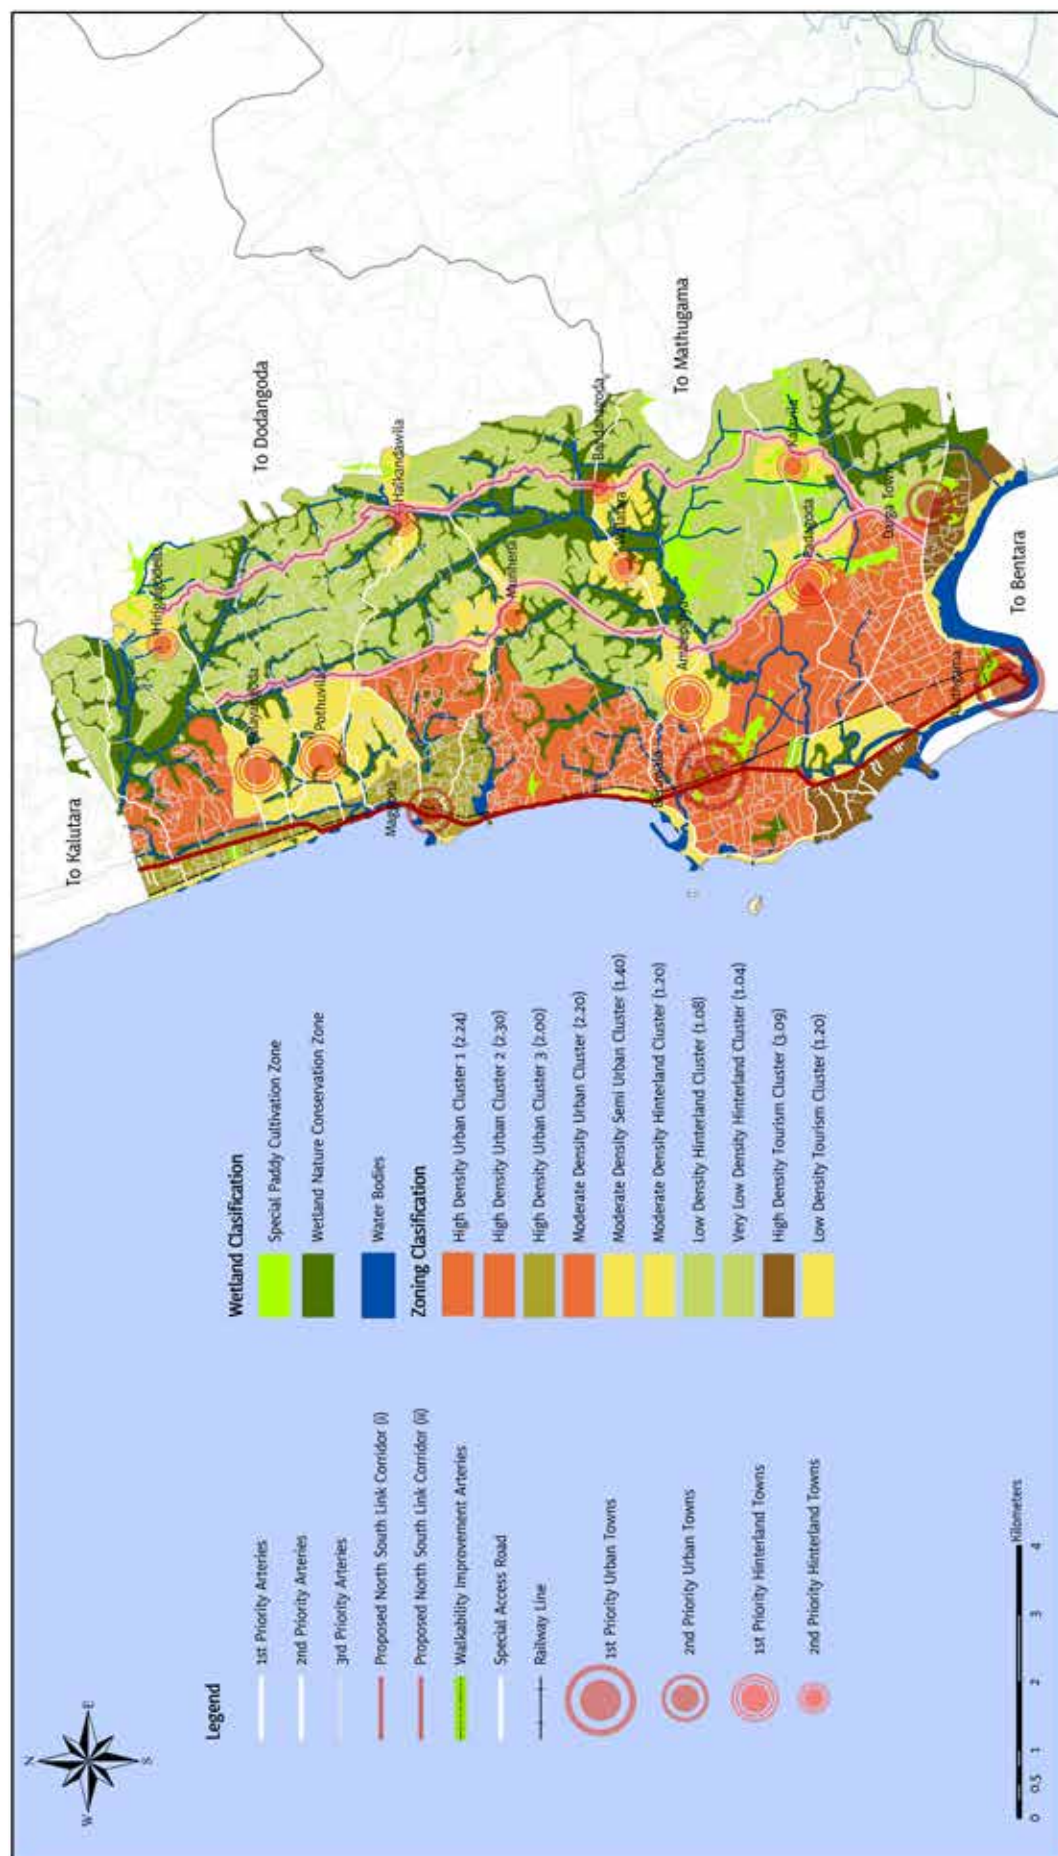 N
E
S
W
Legend
1st Priority Arteries
2nd Priority Arteries
3rd Priority Arteries
Proposed North South Link Corridor (i)
Proposed North South Link Corridor (ii)
Walkability Improvement Arteries
Special Access Road
Railway Line
1st Priority Urban Towns
2nd Priority Urban Towns
1st Priority Hinterland Towns
2nd Priority Hinterland Towns
0 0.5 1 2 3 4
Kilometers
Wetland Clasification
Special Paddy Cultivation Zone
Wetland Nature Conservation Zone
Water Bodies
Zoning Clasification
High Density Urban Cluster 1 (2.24)
High Density Urban Cluster 2 (2.30)
High Density Urban Cluster 3 (2.00)
Moderate Density Urban Cluster (2.20)
Moderate Density Semi Urban Cluster (1.40)
Moderate Density Hinterland Cluster (1.20)
Low Density Hinterland Cluster (1.08)
Very Low Density Hinterland Cluster (1.04)
High Density Tourism Cluster (3.09)
Low Density Tourism Cluster (1.20)
To Kalutara
To Dodangoda
To Mathugama
To Bentara
Pothuvila
Halkandawila
Padagoda
Darga Town